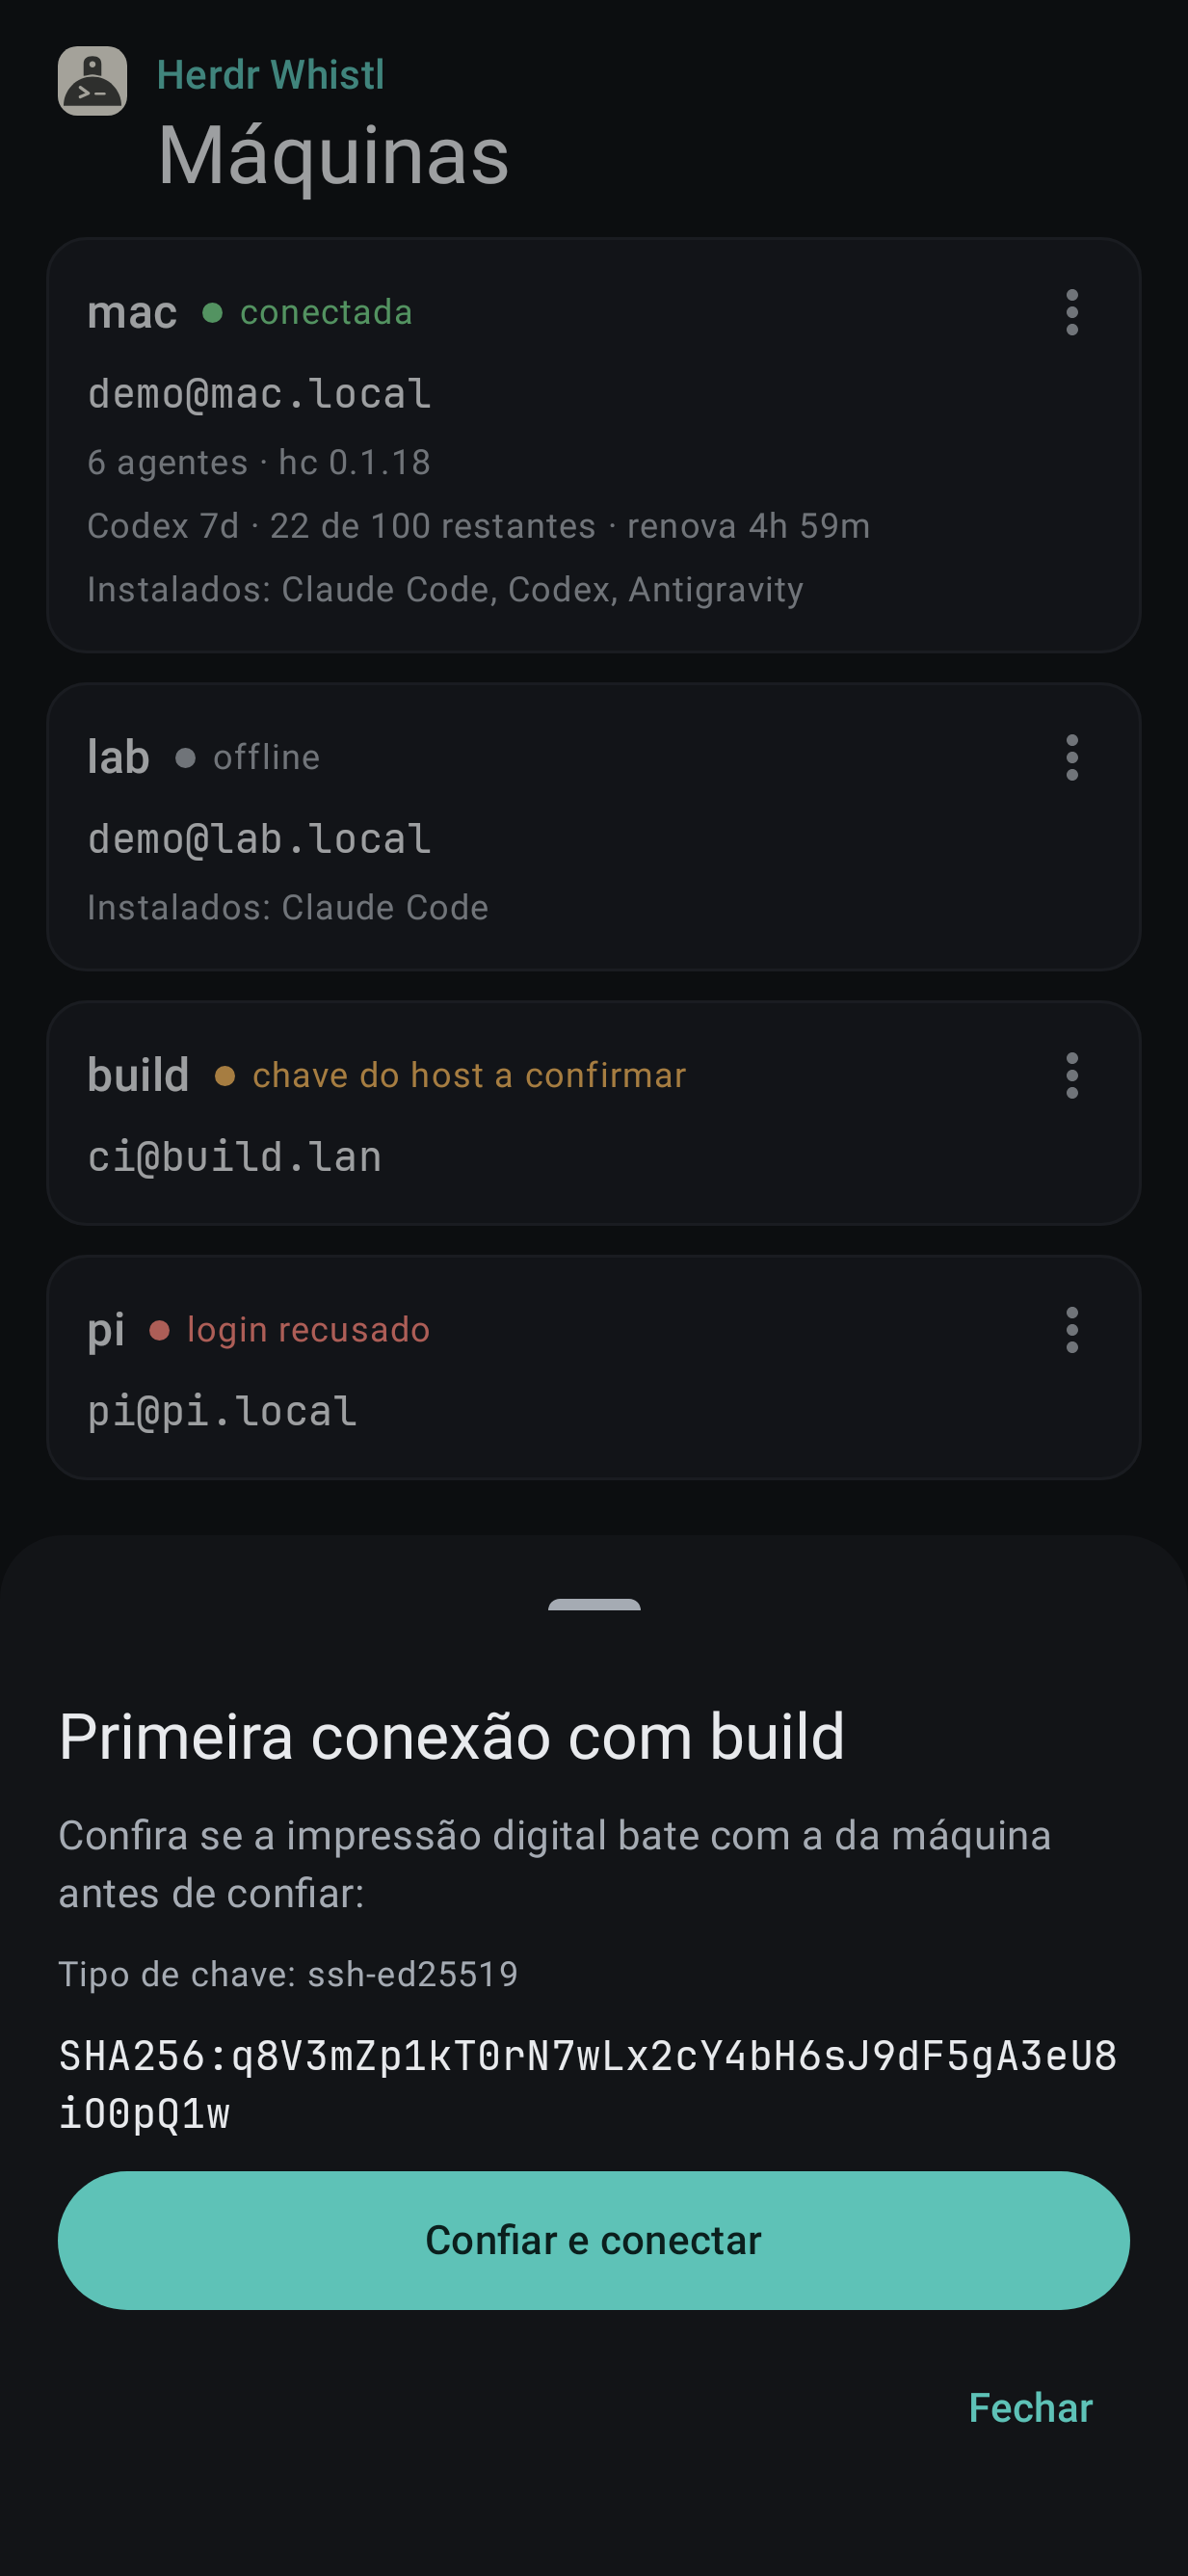 Herdr Whistl
Máquinas
mac conectada
demo@mac.local
6 agentes · hc 0.1.18
Codex 7d · 22 de 100 restantes · renova 4h 59m
Instalados: Claude Code, Codex, Antigravity
lab offline
demo@lab.local
Instalados: Claude Code
build chave do host a confirmar
ci@build.lan
pi login recusado
pi@pi.local
Primeira conexão com build
Confira se a impressão digital bate com a da máquina
antes de confiar:
Tipo de chave: ssh-ed25519
SHA256:q8V3mZp1kT0rN7wLx2cY4bH6sJ9dF5gA3eU8
iO0pQ1w
Confiar e conectar
Fechar